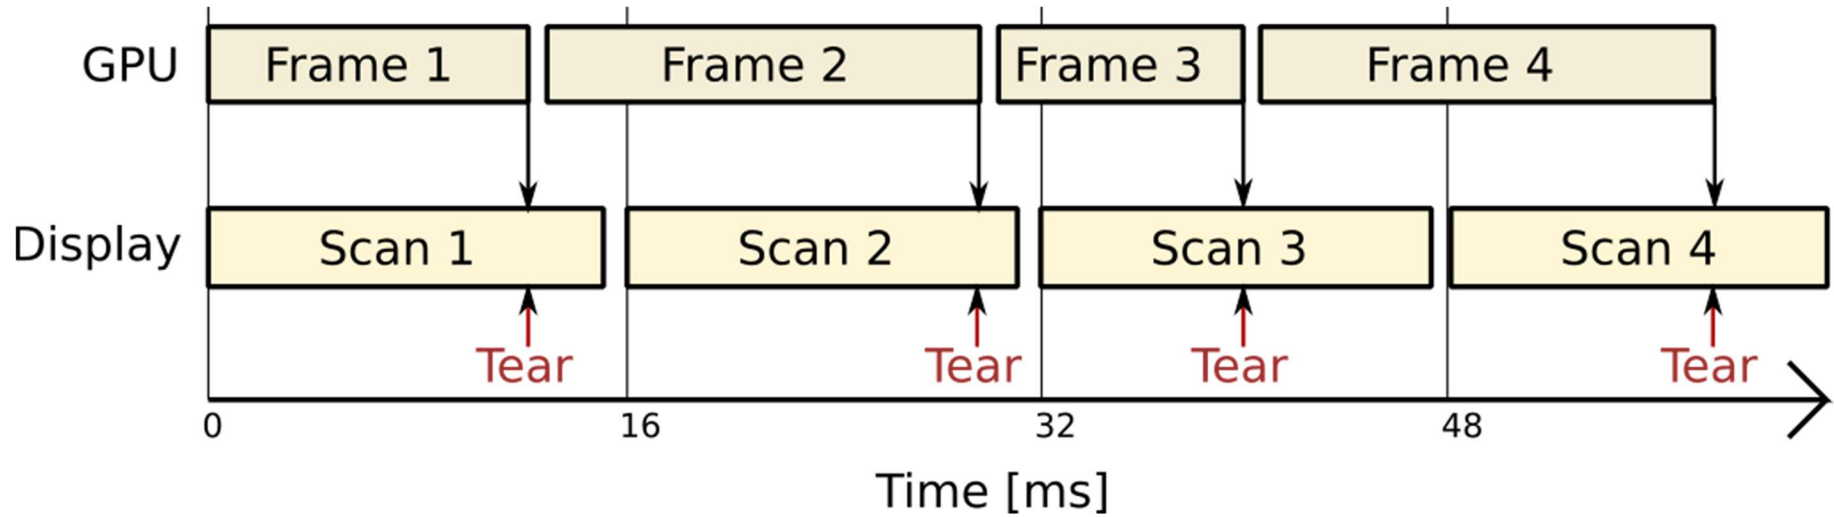 GPU Frame 1 Frame 2 Frame 3 Frame 4
Display Scan 1 Scan 2 Scan 3 Scan 4
Tear Tear Tear Tear
0 16 32 48
Time [ms]